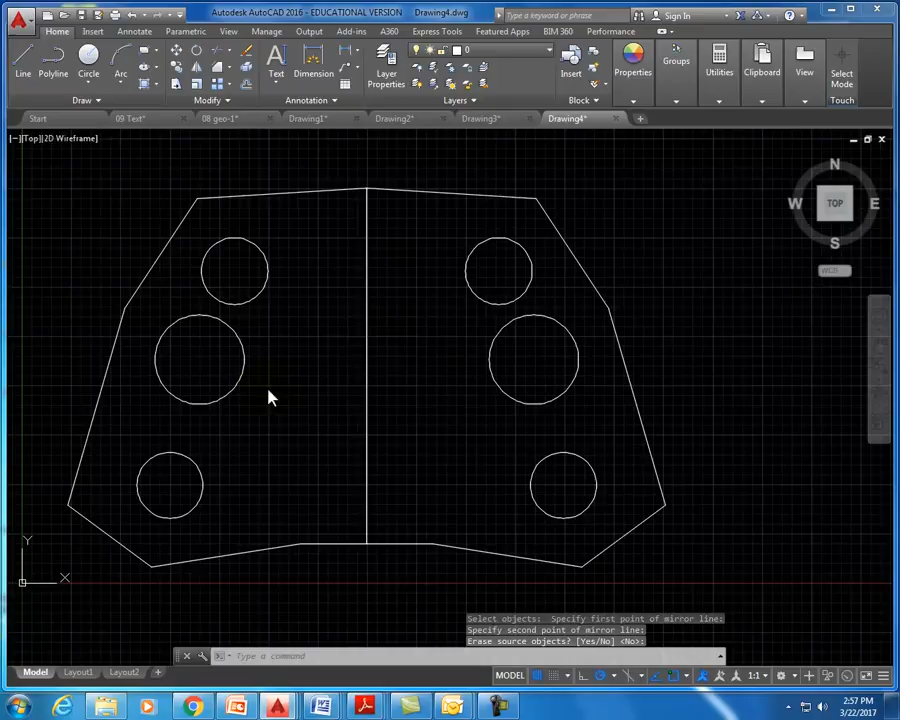 Autodesk AutoCAD 2016 - EDUCATIONAL VERSION Drawing4.dwg
Type a keyword or phrase
Sign In
Home Insert Annotate Parametric View Manage Output Add-ins A360 Express Tools Featured Apps BIM 360 Performance
Line Polyline Circle Arc
Text Dimension
Layer Properties
0
Insert
Properties
Groups
Utilities
Clipboard
View
Select Mode
Draw Modify Annotation Layers Block Touch
Start 09 Text* 08 geo-1* Drawing1* Drawing2* Drawing3* Drawing4*
[−][Top][2D Wireframe]
N
W TOP E
S
WCS
Y
X
Select objects: Specify first point of mirror line:
Specify second point of mirror line:
Erase source objects? [Yes/No] <No>:
Type a command
Model Layout1 Layout2 +
MODEL
1:1
2:57 PM
3/22/2017